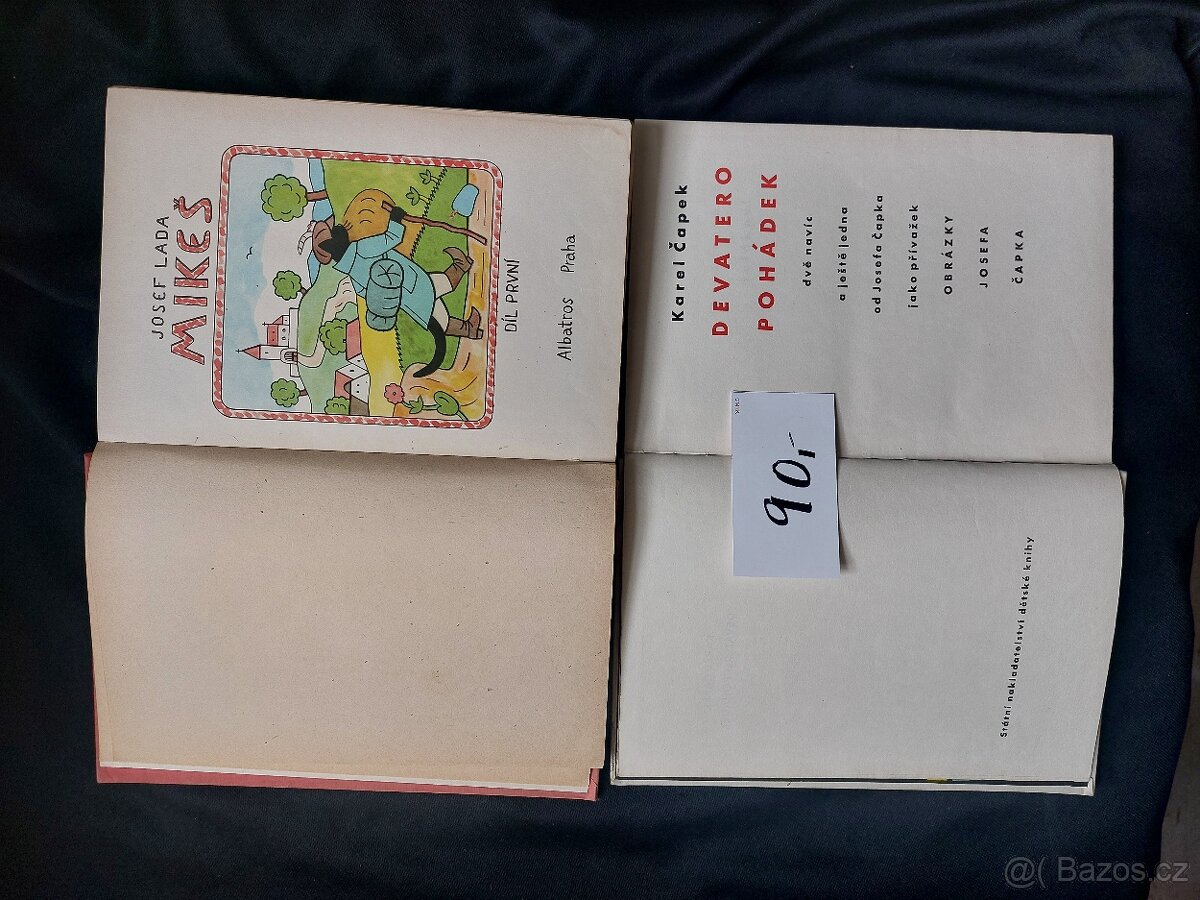 JOSEF LADA
MIKEŠ
DÍL PRVNÍ
Albatros Praha
Karel Čapek
DEVATERO
POHÁDEK
dvě navíc
a ještě jedna
od Josefa Čapka
jako přívažek
OBRÁZKY
JOSEFA
ČAPKA
90,-
Státní nakladatelství dětské knihy
@( Bazos.cz